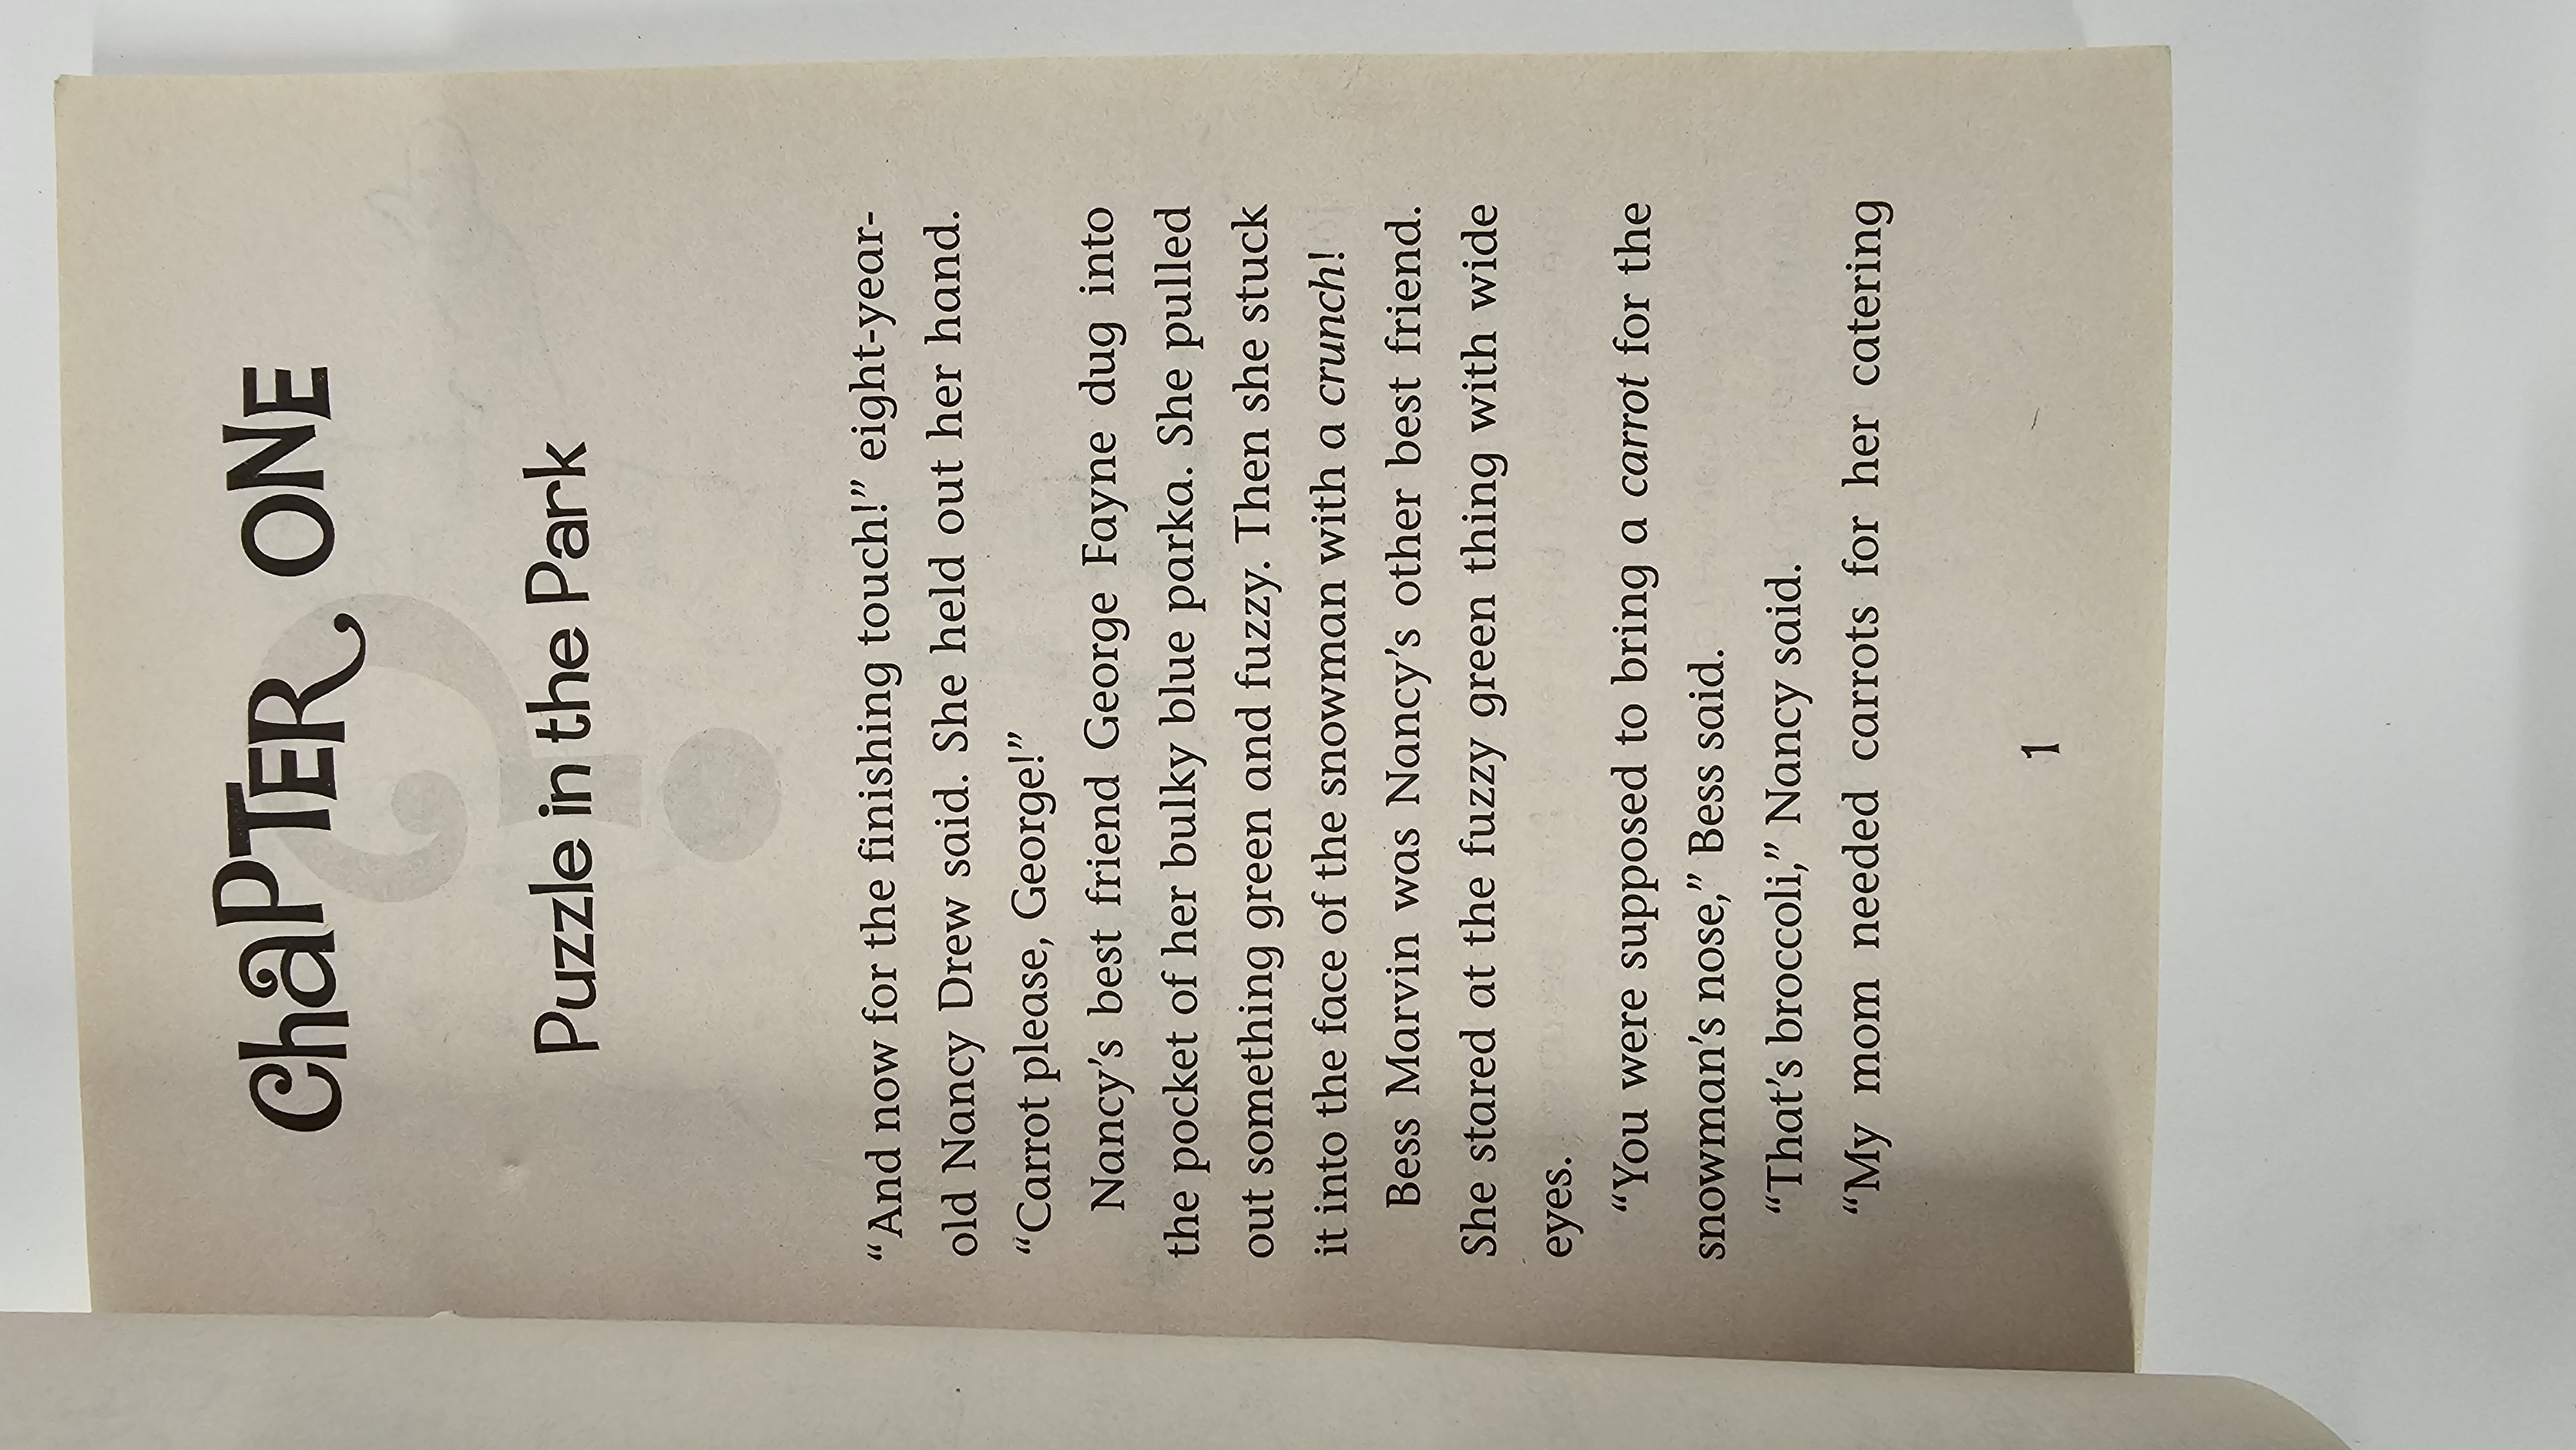 ChaPTER ONE
Puzzle in the Park
“And now for the finishing touch!” eight-year-
old Nancy Drew said. She held out her hand.
“Carrot please, George!”
Nancy’s best friend George Fayne dug into
the pocket of her bulky blue parka. She pulled
out something green and fuzzy. Then she stuck
it into the face of the snowman with a crunch!
Bess Marvin was Nancy’s other best friend.
She stared at the fuzzy green thing with wide
eyes.
“You were supposed to bring a carrot for the
snowman’s nose,” Bess said.
“That’s broccoli,” Nancy said.
“My mom needed carrots for her catering
1